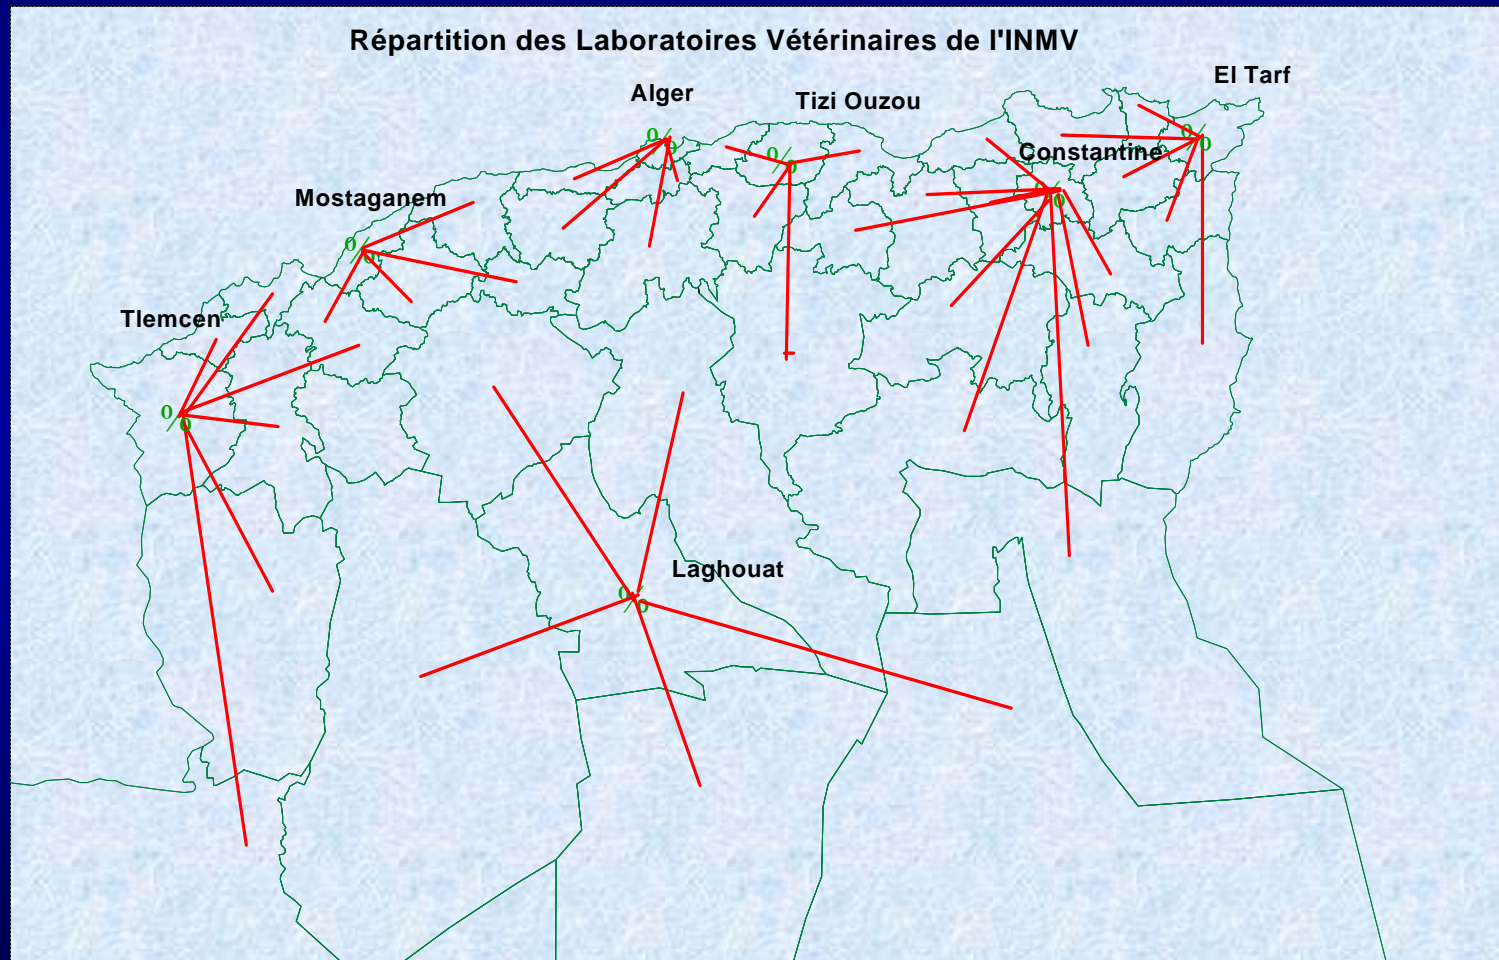 Répartition des Laboratoires Vétérinaires de l'INMV
El Tarf
Alger
Tizi Ouzou
Constantine
Mostaganem
Tlemcen
Laghouat